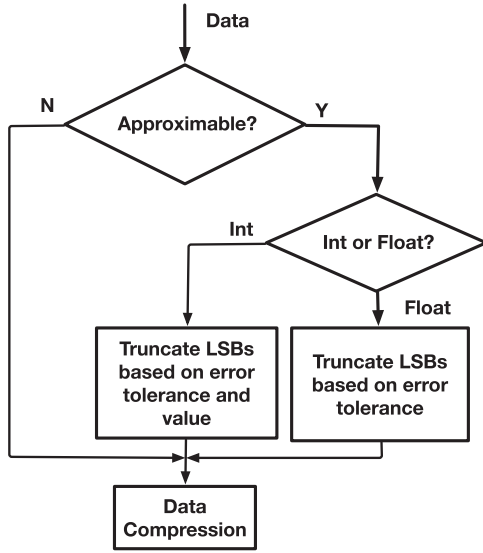 Data
N
Approximable?
Y
Int
Int or Float?
Float
Truncate LSBs
based on error
tolerance and
value
Truncate LSBs
based on error
tolerance
Data
Compression